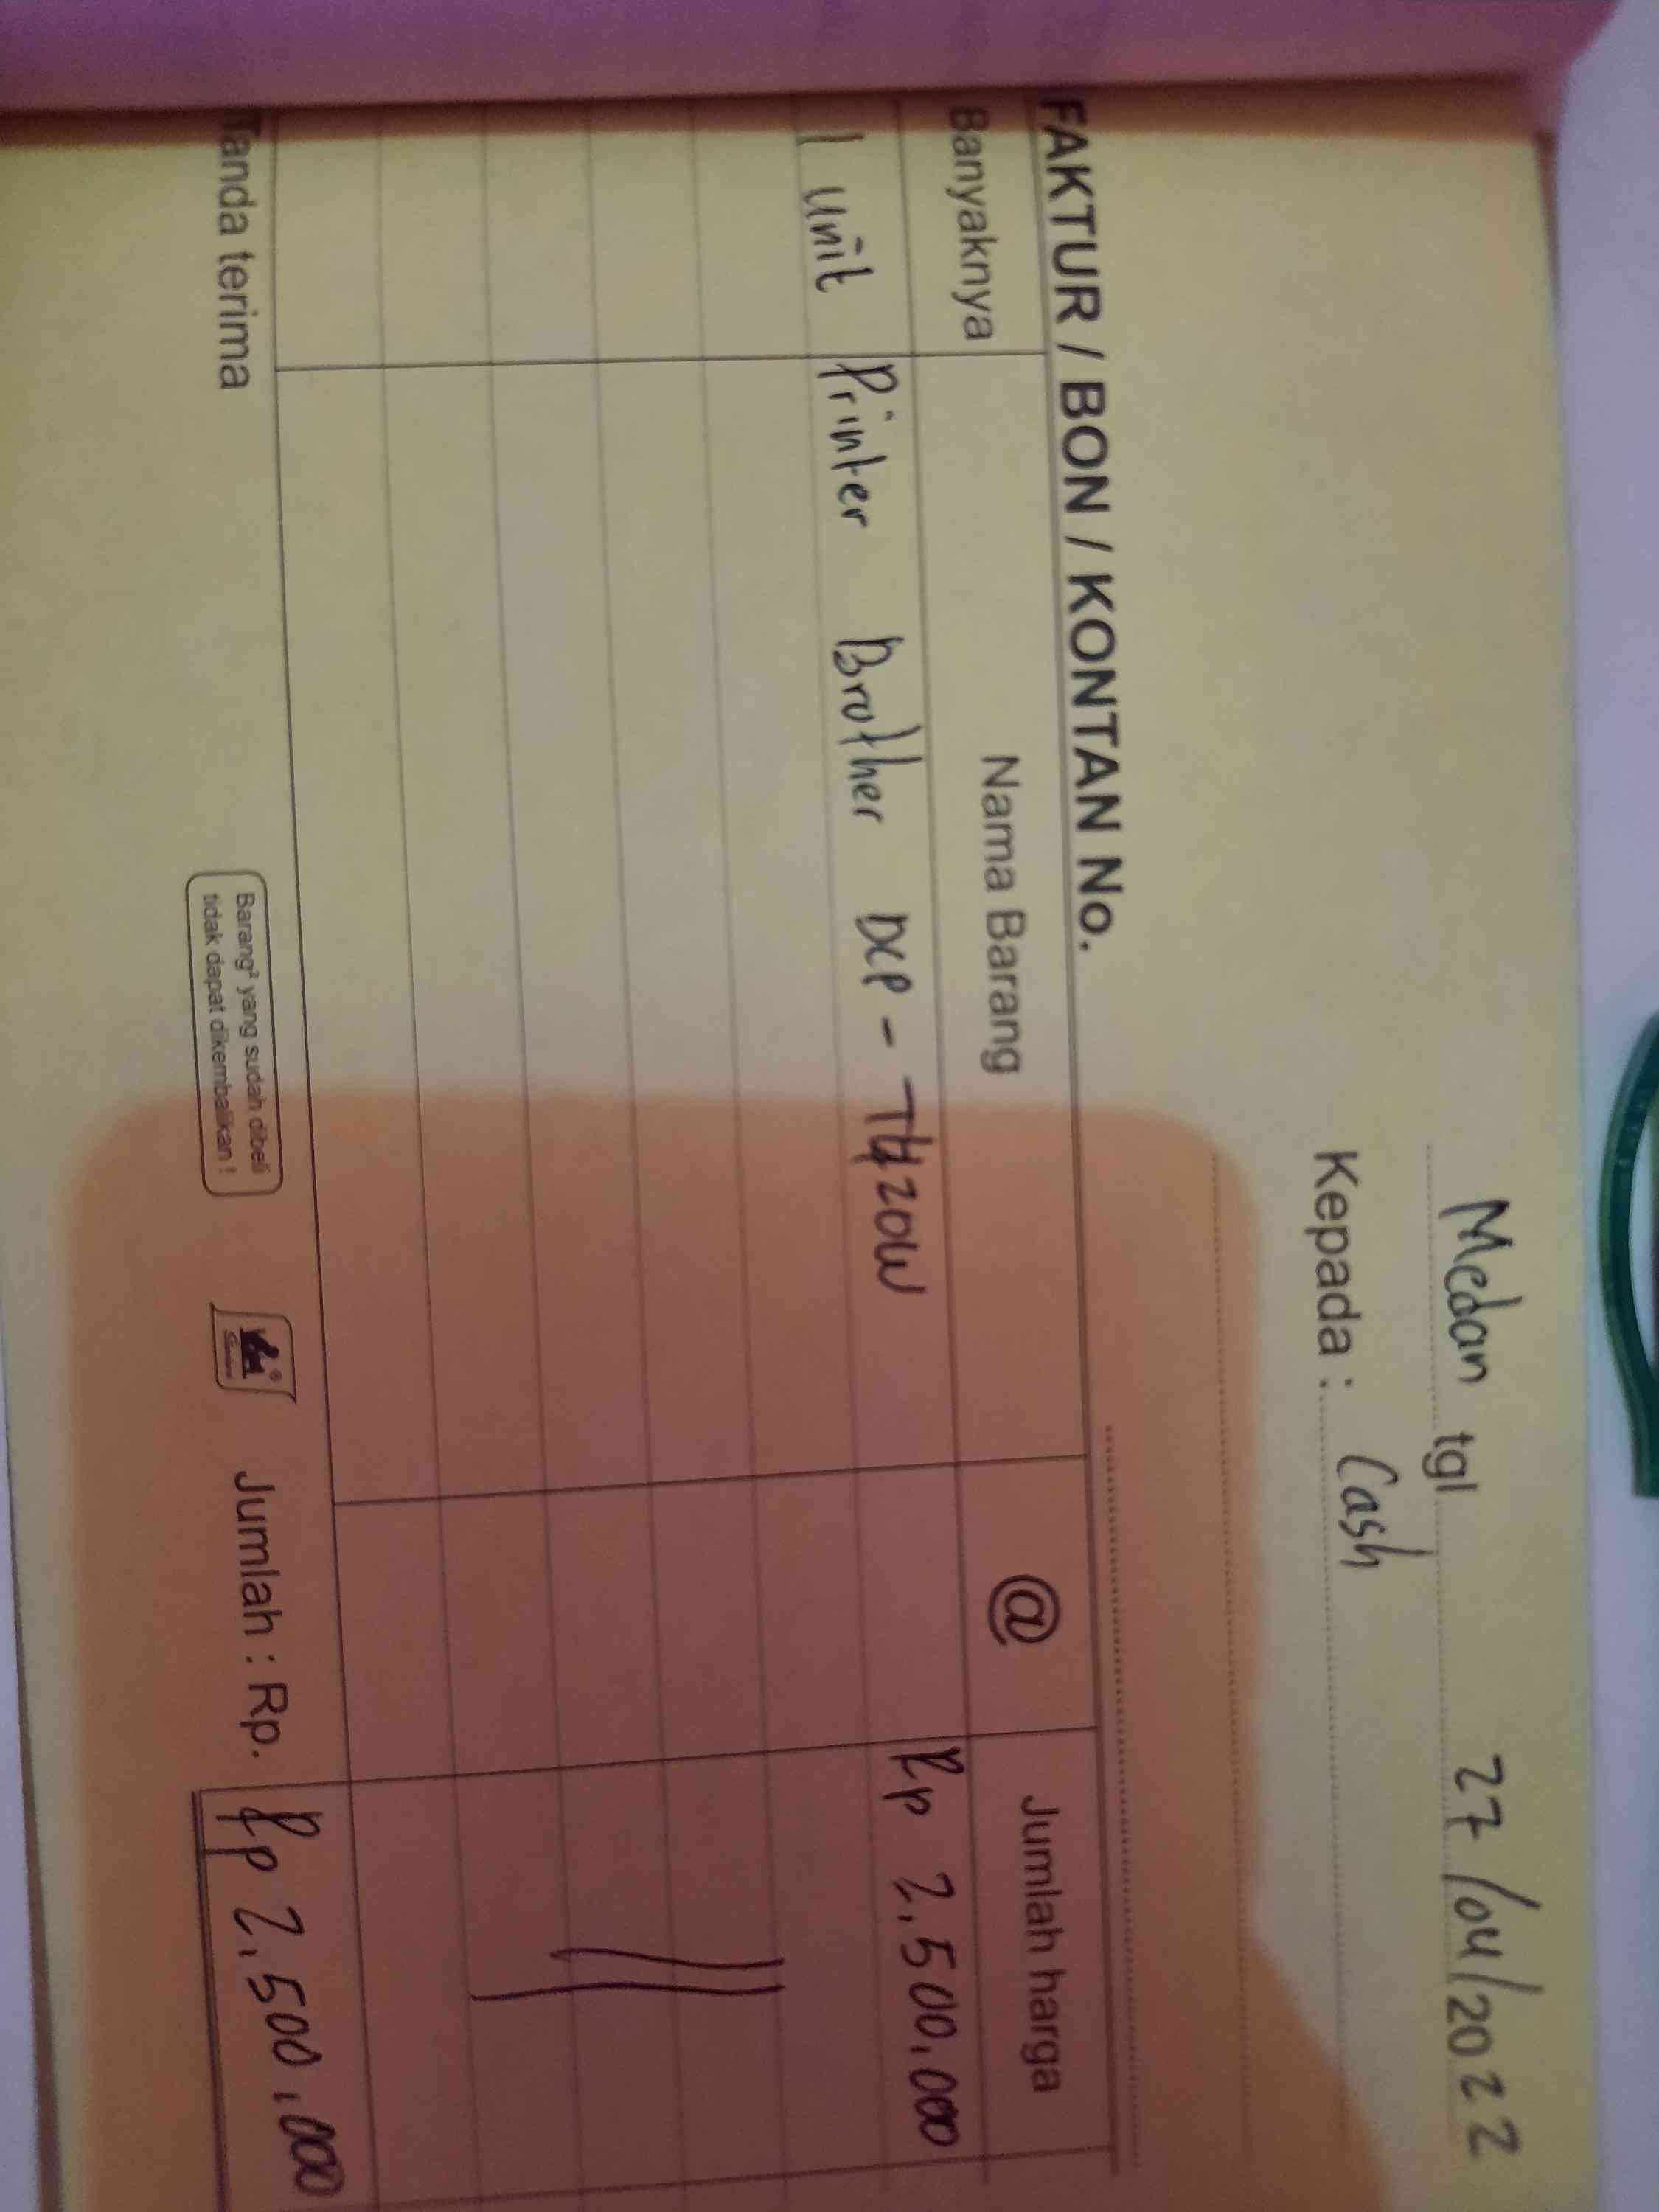 Medan tgl 27/04/2022
Kepada : Cash
FAKTUR / BON / KONTAN No.
Banyaknya Nama Barang @ Jumlah harga
1 Unit Printer Brother DCP - T420W Rp 2,500,000
Tanda terima
Barang² yang sudah dibeli
tidak dapat dikembalikan !
Jumlah : Rp. Rp 2,500,000